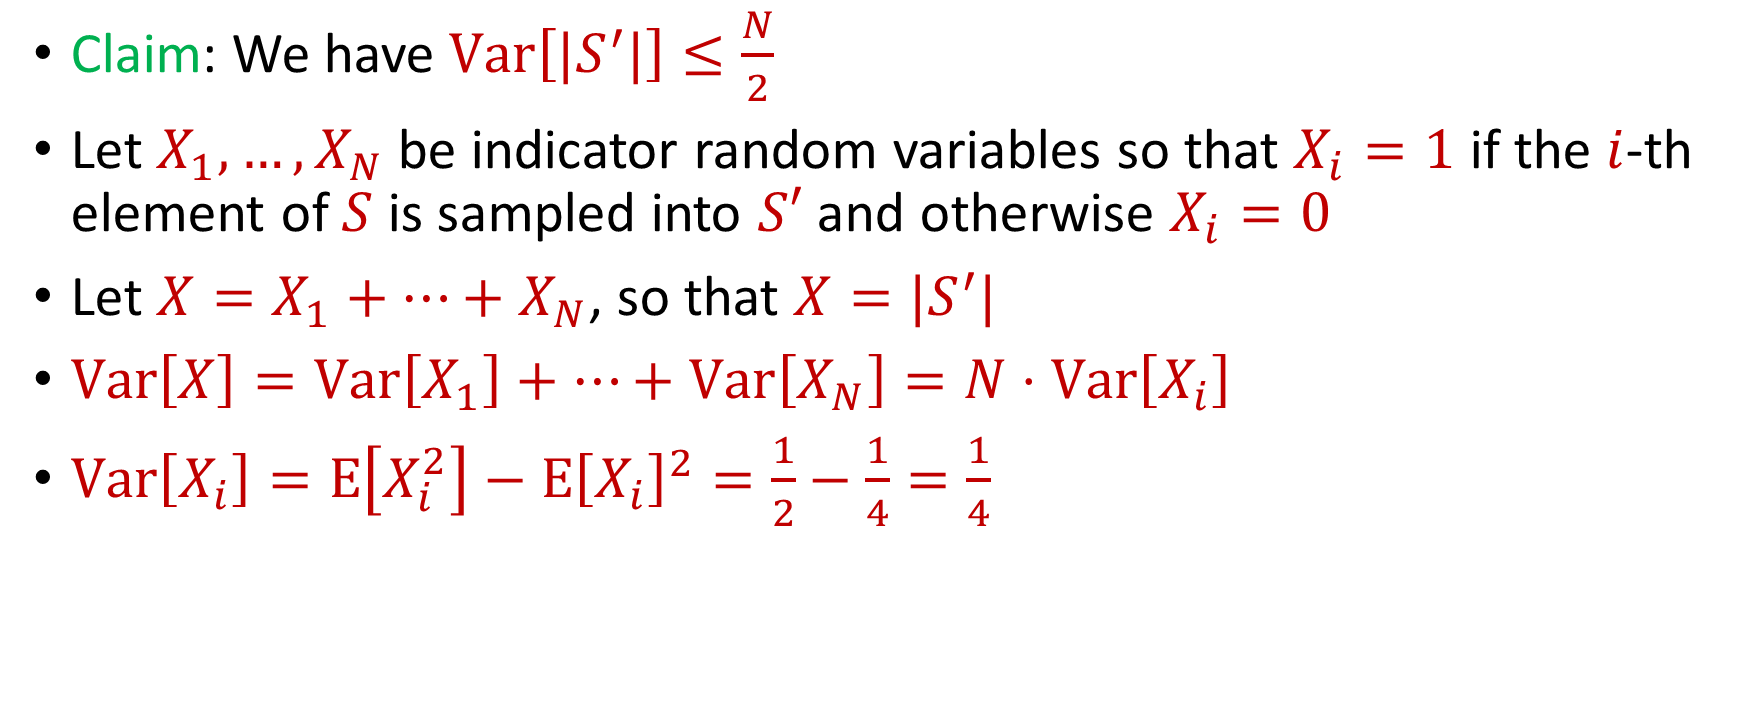 • Claim: We have Var[|S′|] ≤ N/2
• Let X₁, … , X_N be indicator random variables so that X_i = 1 if the i-th
element of S is sampled into S′ and otherwise X_i = 0
• Let X = X₁ + ⋯ + X_N, so that X = |S′|
• Var[X] = Var[X₁] + ⋯ + Var[X_N] = N · Var[X_i]
• Var[X_i] = E[X_i²] − E[X_i]² = 1/2 − 1/4 = 1/4